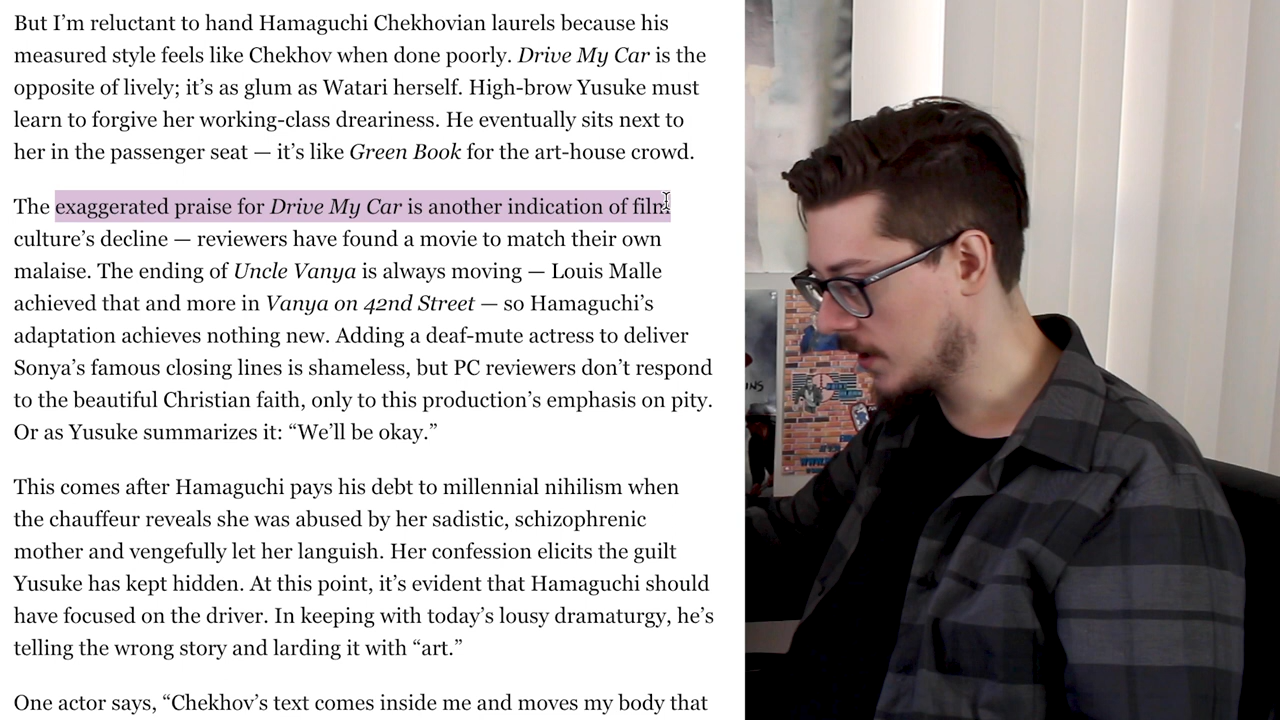 But I’m reluctant to hand Hamaguchi Chekhovian laurels because his
measured style feels like Chekhov when done poorly. Drive My Car is the
opposite of lively; it’s as glum as Watari herself. High-brow Yusuke must
learn to forgive her working-class dreariness. He eventually sits next to
her in the passenger seat — it’s like Green Book for the art-house crowd.
The exaggerated praise for Drive My Car is another indication of film
culture’s decline — reviewers have found a movie to match their own
malaise. The ending of Uncle Vanya is always moving — Louis Malle
achieved that and more in Vanya on 42nd Street — so Hamaguchi’s
adaptation achieves nothing new. Adding a deaf-mute actress to deliver
Sonya’s famous closing lines is shameless, but PC reviewers don’t respond
to the beautiful Christian faith, only to this production’s emphasis on pity.
Or as Yusuke summarizes it: “We’ll be okay.”
This comes after Hamaguchi pays his debt to millennial nihilism when
the chauffeur reveals she was abused by her sadistic, schizophrenic
mother and vengefully let her languish. Her confession elicits the guilt
Yusuke has kept hidden. At this point, it’s evident that Hamaguchi should
have focused on the driver. In keeping with today’s lousy dramaturgy, he’s
telling the wrong story and larding it with “art.”
One actor says, “Chekhov’s text comes inside me and moves my body that